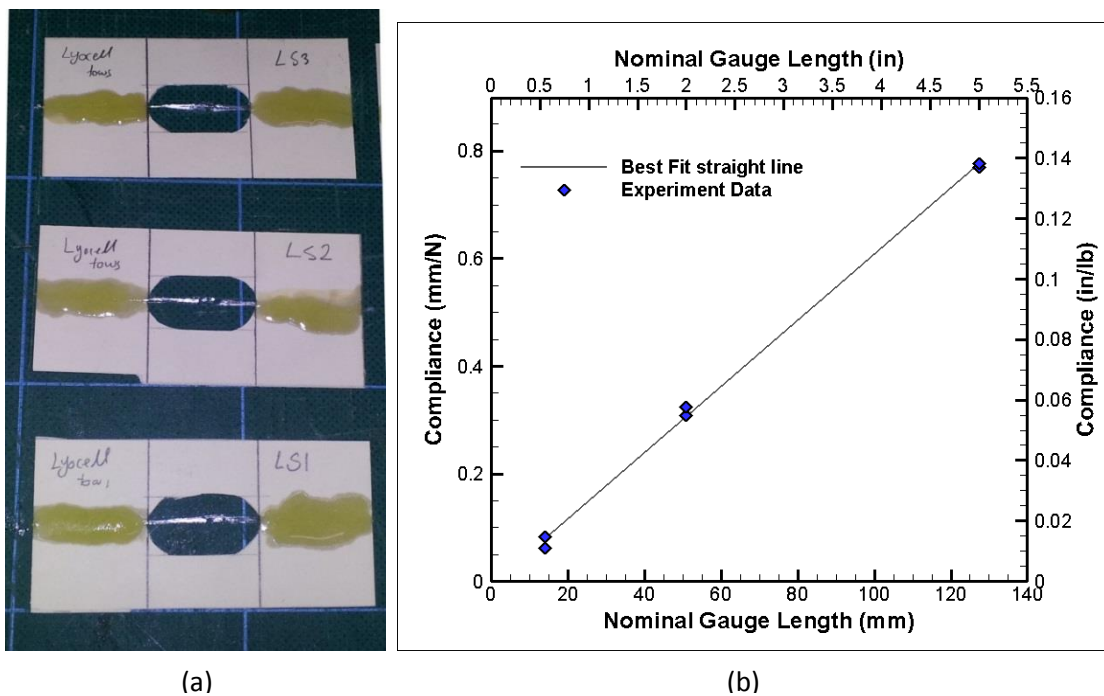 Lyocell
tows
LS3
Lyocell
tows
LS2
Lyocell
LS1
(a)
Nominal Gauge Length (in)
0 0.5 1 1.5 2 2.5 3 3.5 4 4.5 5 5.5
Compliance (mm/N)
0.8
0.6
0.4
0.2
0
Best Fit straight line
Experiment Data
0.16
0.14
0.12
0.1
0.08
0.06
0.04
0.02
0
Compliance (in/lb)
0 20 40 60 80 100 120 140
Nominal Gauge Length (mm)
(b)